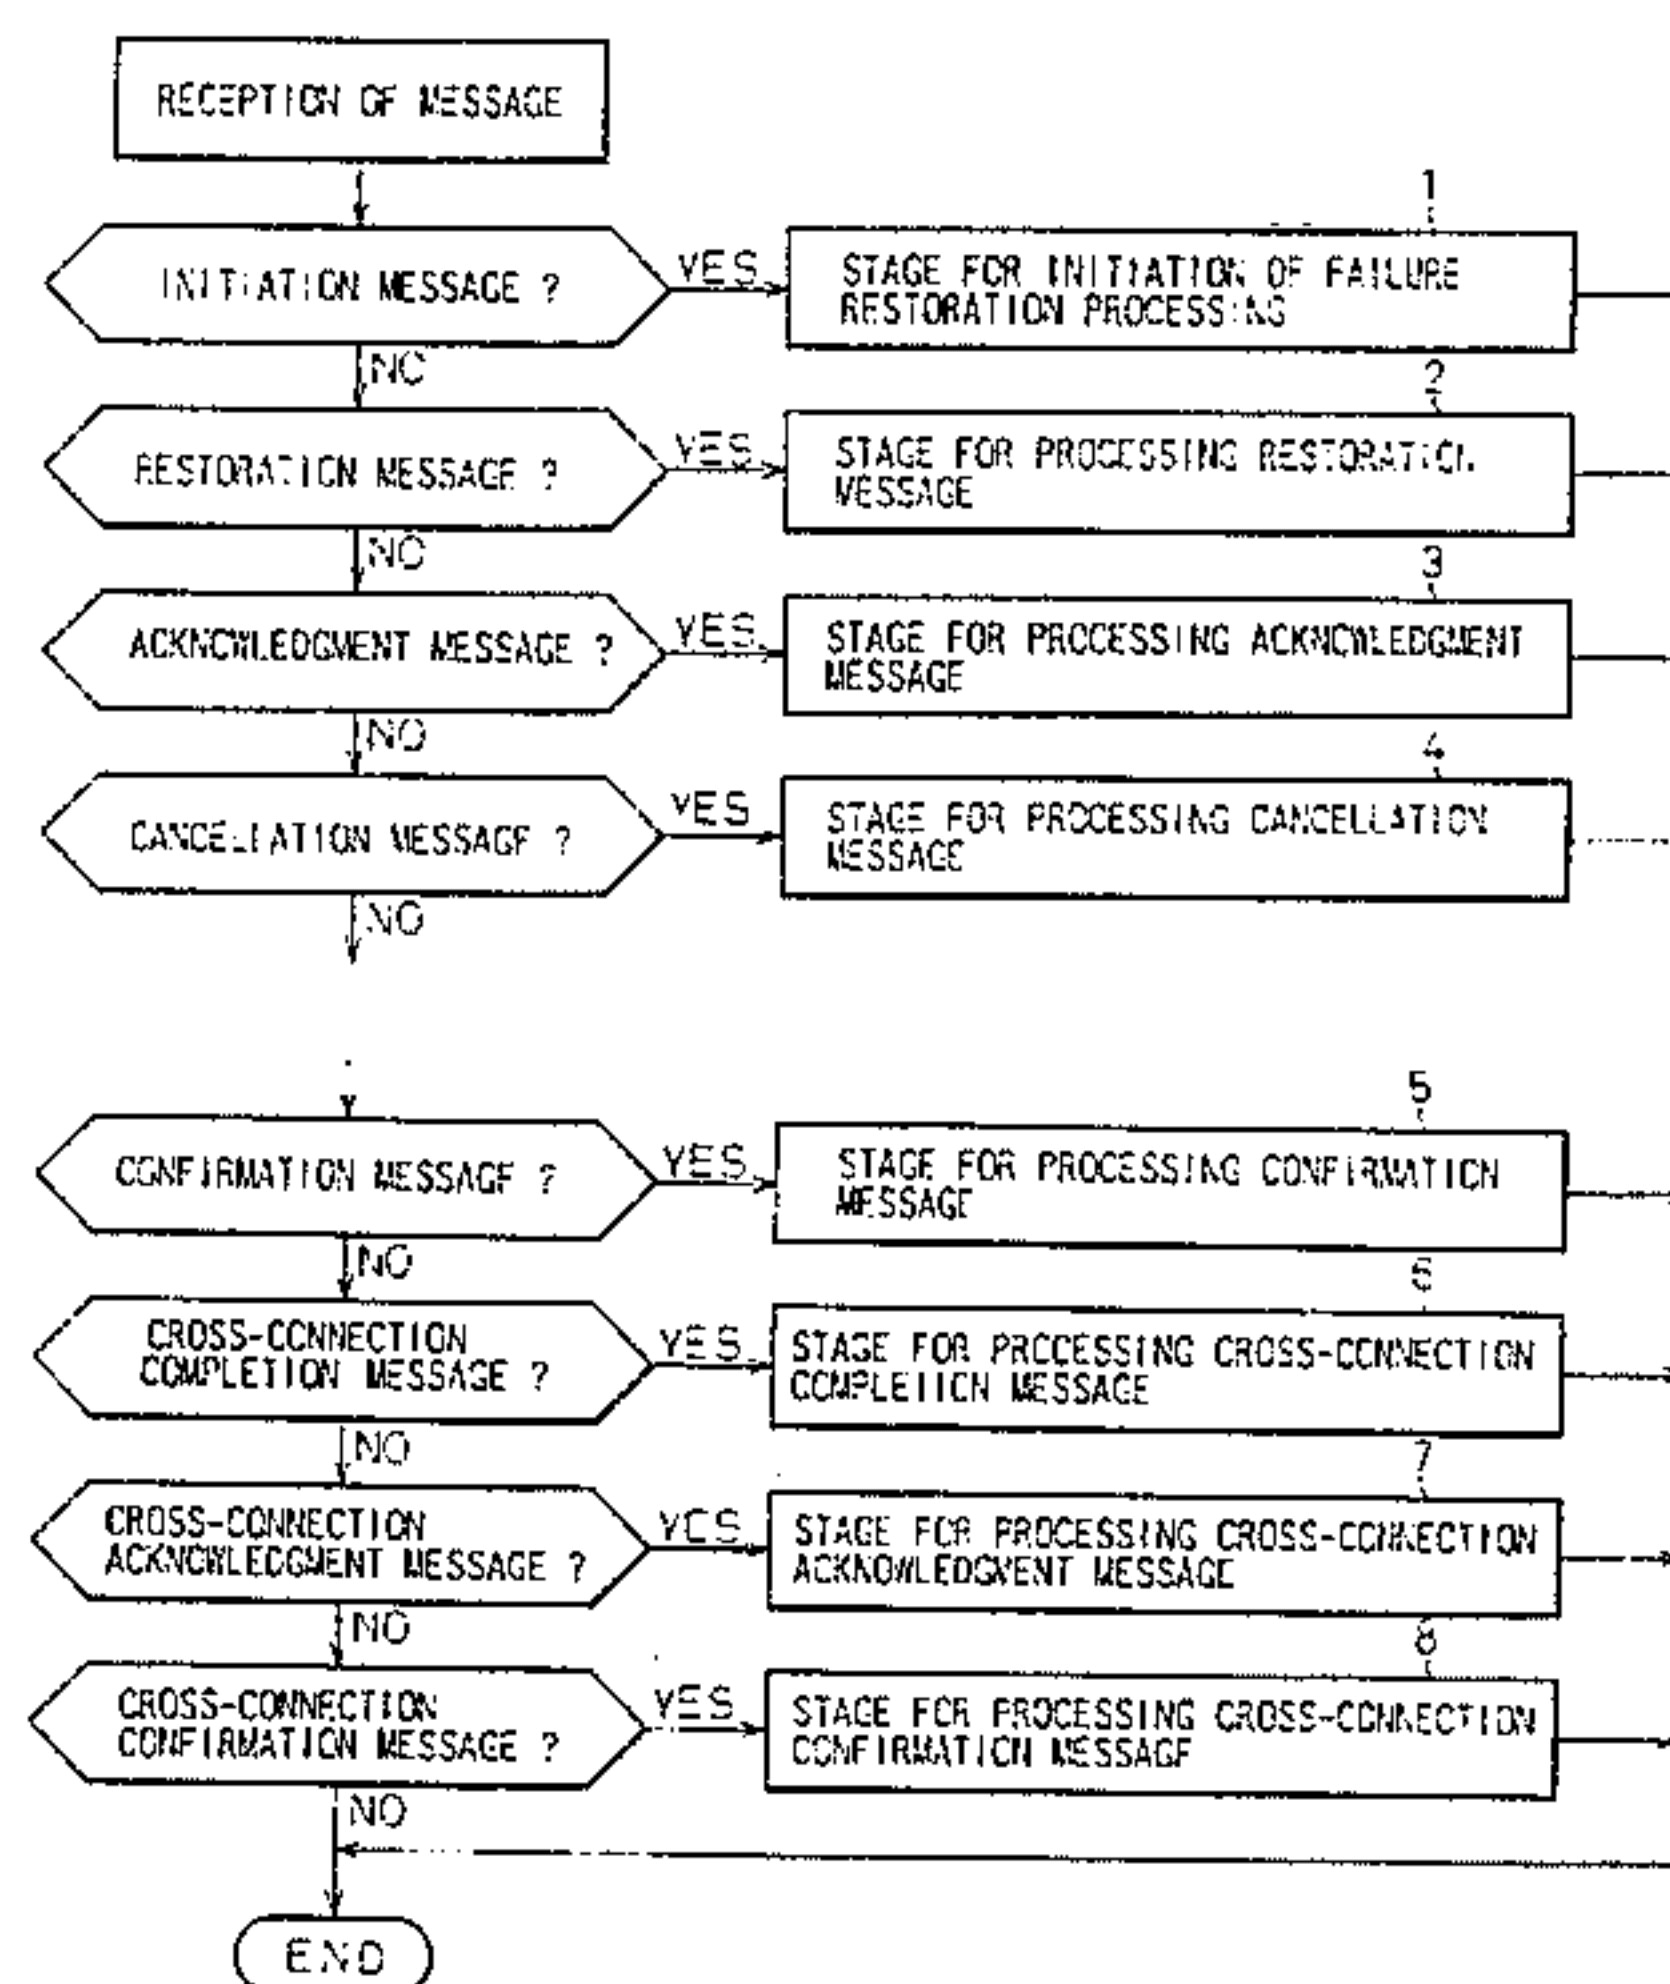 RECEPTION OF MESSAGE
1
INITIATION MESSAGE ?
YES
STAGE FOR INITIATION OF FAILURE
RESTORATION PROCESSING
NO
2
RESTORATION MESSAGE ?
YES
STAGE FOR PROCESSING RESTORATION
MESSAGE
NO
3
ACKNOWLEDGMENT MESSAGE ?
YES
STAGE FOR PROCESSING ACKNOWLEDGMENT
MESSAGE
NO
4
CANCELLATION MESSAGE ?
YES
STAGE FOR PROCESSING CANCELLATION
MESSAGE
NO
5
CONFIRMATION MESSAGE ?
YES
STAGE FOR PROCESSING CONFIRMATION
MESSAGE
NO
6
CROSS-CONNECTION
COMPLETION MESSAGE ?
YES
STAGE FOR PROCESSING CROSS-CONNECTION
COMPLETION MESSAGE
NO
7
CROSS-CONNECTION
ACKNOWLEDGMENT MESSAGE ?
YES
STAGE FOR PROCESSING CROSS-CONNECTION
ACKNOWLEDGMENT MESSAGE
NO
8
CROSS-CONNECTION
CONFIRMATION MESSAGE ?
YES
STAGE FOR PROCESSING CROSS-CONNECTION
CONFIRMATION MESSAGE
NO
END